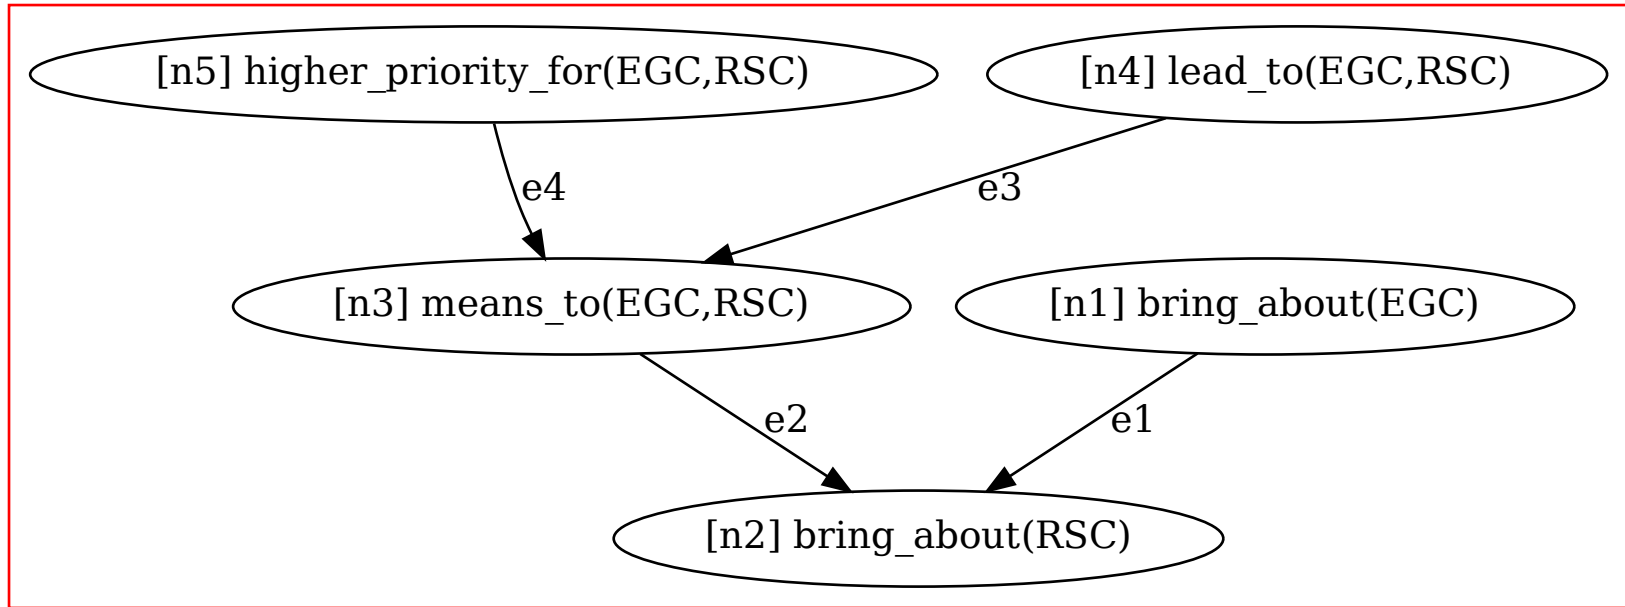 [n5] higher_priority_for(EGC,RSC)
[n4] lead_to(EGC,RSC)
e4
e3
[n3] means_to(EGC,RSC)
[n1] bring_about(EGC)
e2
e1
[n2] bring_about(RSC)